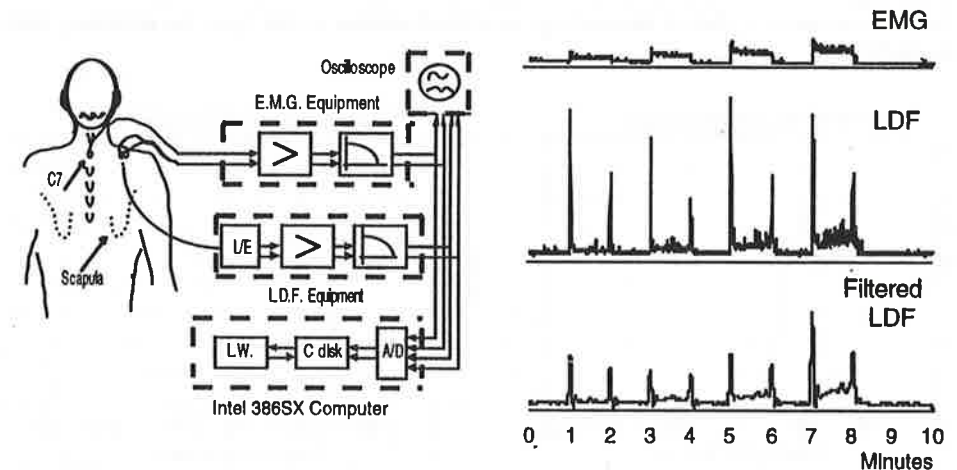 Oscilloscope
E.M.G. Equipment
>
C7
L/E
>
Scapula
L.D.F. Equipment
L.W.
C disk
A/D
Intel 386SX Computer
EMG
LDF
Filtered
LDF
0 1 2 3 4 5 6 7 8 9 10
Minutes